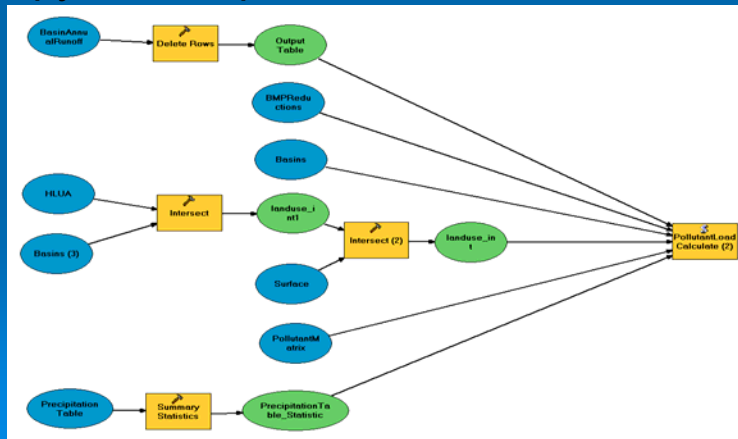 BasinAnnu
alRunoff
Delete Rows
Output
Table
BMPRedu
ctions
Basins
HLUA
Intersect
landuse_i
nt1
Basins (3)
Intersect (2)
landuse_in
t
PollutantLoad
Calculate (2)
Surface
PollutantM
atrix
Precipitation
Table
Summary
Statistics
PrecipitationTa
ble_Statistic